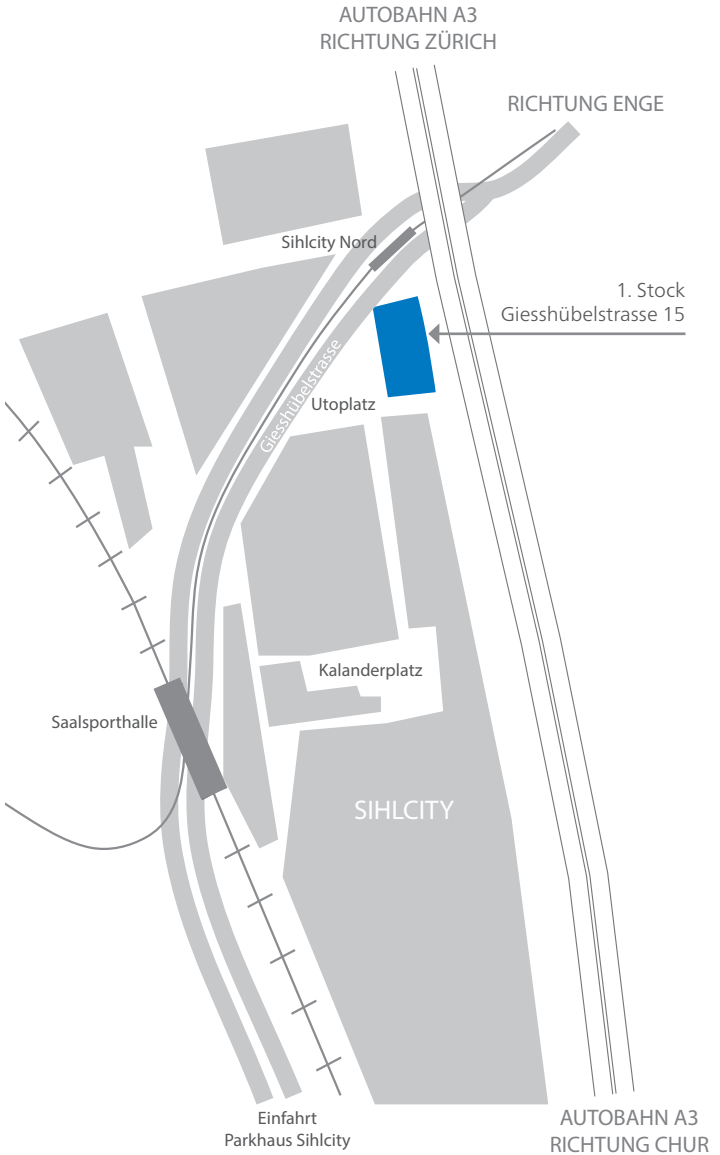 AUTOBAHN A3
RICHTUNG ZÜRICH
RICHTUNG ENGE
Sihlcity Nord
1. Stock
Giesshübelstrasse 15
Giesshübelstrasse
Utoplatz
Kalanderplatz
Saalsporthalle
SIHLCITY
Einfahrt
Parkhaus Sihlcity
AUTOBAHN A3
RICHTUNG CHUR